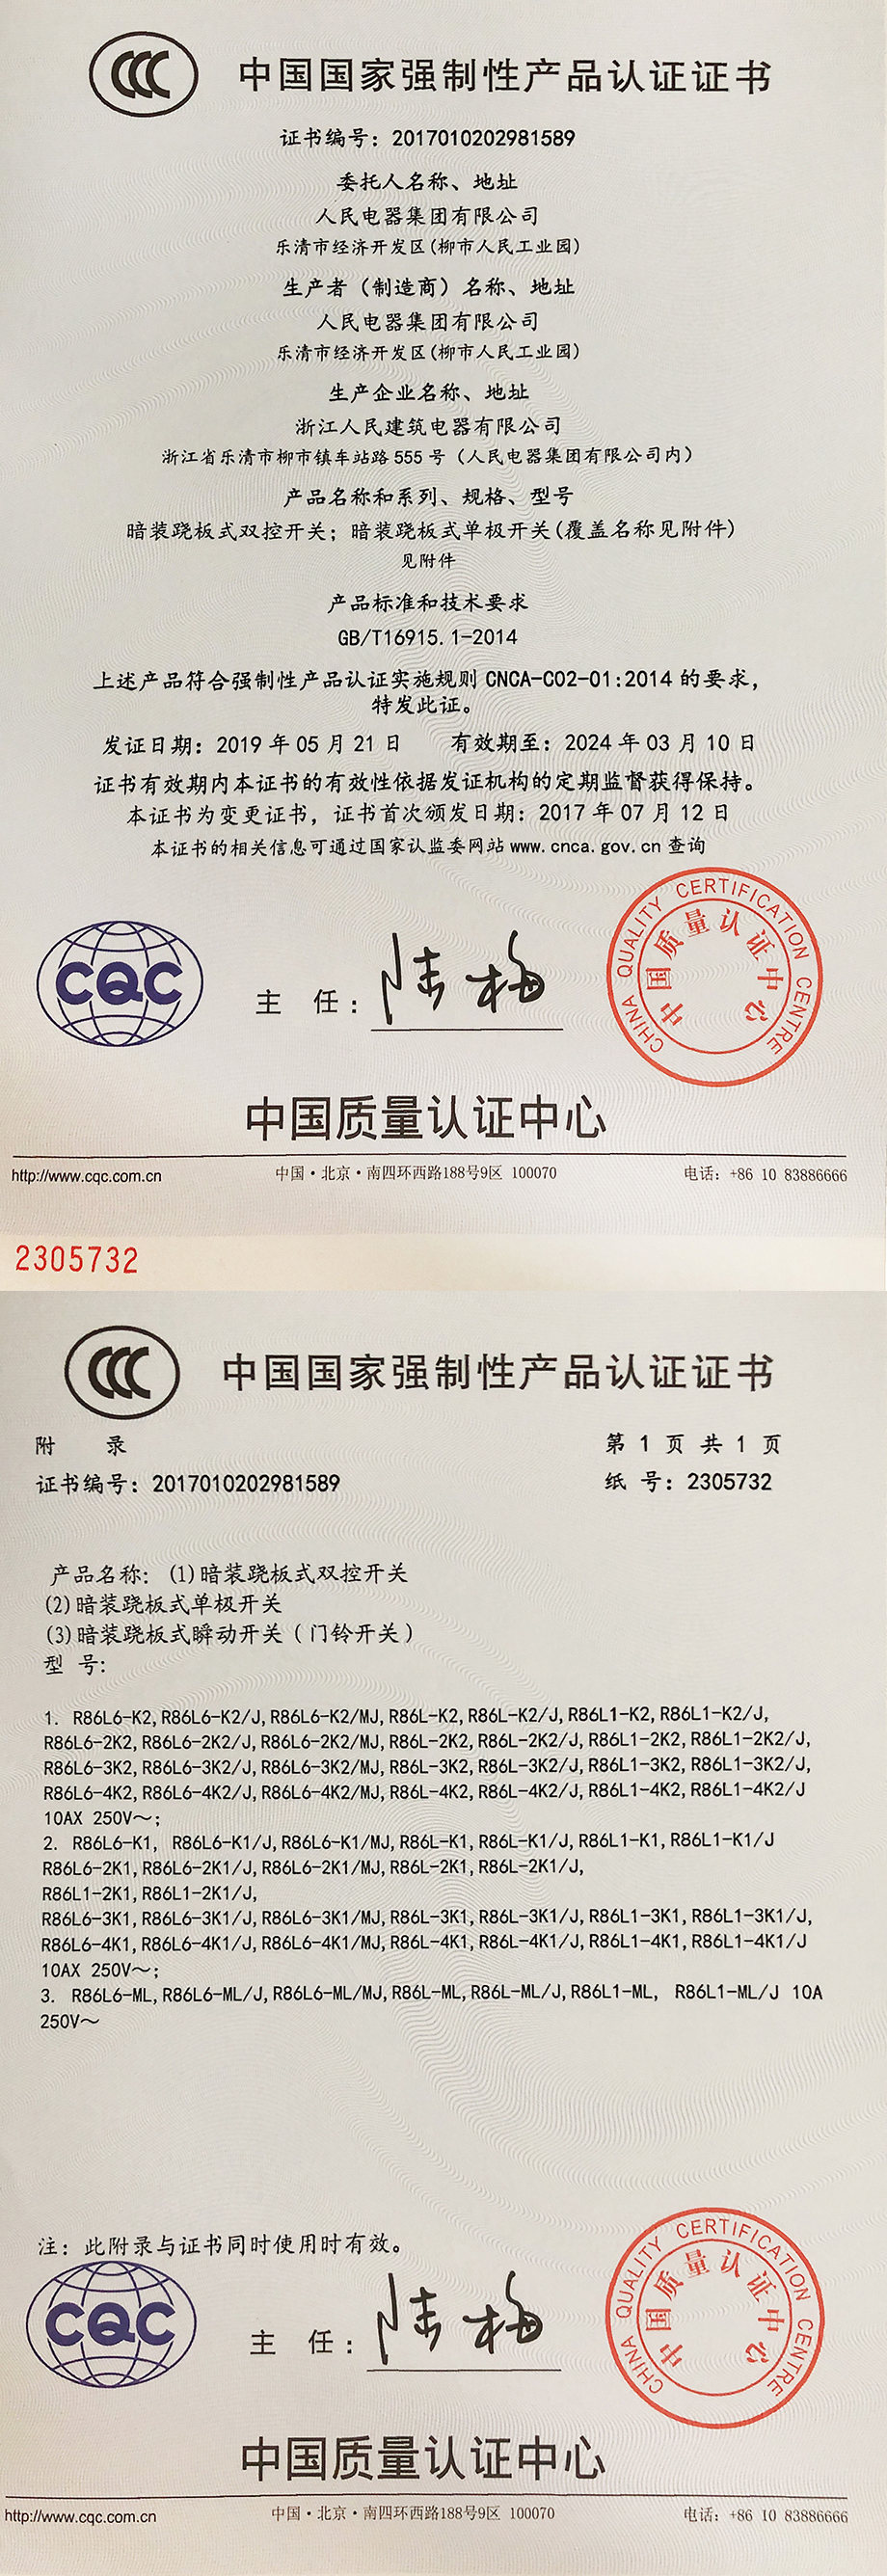 CCC 中国国家强制性产品认证证书
证书编号：2017010202981589
委托人名称、地址
人民电器集团有限公司
乐清市经济开发区(柳市人民工业园)
生产者（制造商）名称、地址
人民电器集团有限公司
乐清市经济开发区(柳市人民工业园)
生产企业名称、地址
浙江人民建筑电器有限公司
浙江省乐清市柳市镇车站路 555 号（人民电器集团有限公司内）
产品名称和系列、规格、型号
暗装跷板式双控开关；暗装跷板式单极开关(覆盖名称见附件)
见附件
产品标准和技术要求
GB/T16915.1-2014
上述产品符合强制性产品认证实施规则 CNCA-C02-01:2014 的要求，
特发此证。
发证日期：2019 年 05 月 21 日 有效期至：2024 年 03 月 10 日
证书有效期内本证书的有效性依据发证机构的定期监督获得保持。
本证书为变更证书，证书首次颁发日期：2017 年 07 月 12 日
本证书的相关信息可通过国家认监委网站 www.cnca.gov.cn 查询
CHINA QUALITY CERTIFICATION CENTRE
中国质量认证中心
CQC
主 任：陆梅
中国质量认证中心
http://www.cqc.com.cn 中国·北京·南四环西路188号9区 100070 电话：+86 10 83886666
2305732
CCC 中国国家强制性产品认证证书
附 录 第 1 页 共 1 页
证书编号：2017010202981589 纸 号：2305732
产品名称：(1)暗装跷板式双控开关
(2)暗装跷板式单极开关
(3)暗装跷板式瞬动开关（门铃开关）
型 号:
1. R86L6-K2,R86L6-K2/J,R86L6-K2/MJ,R86L-K2,R86L-K2/J,R86L1-K2,R86L1-K2/J,
R86L6-2K2,R86L6-2K2/J,R86L6-2K2/MJ,R86L-2K2,R86L-2K2/J,R86L1-2K2,R86L1-2K2/J,
R86L6-3K2,R86L6-3K2/J,R86L6-3K2/MJ,R86L-3K2,R86L-3K2/J,R86L1-3K2,R86L1-3K2/J,
R86L6-4K2,R86L6-4K2/J,R86L6-4K2/MJ,R86L-4K2,R86L-4K2/J,R86L1-4K2,R86L1-4K2/J
10AX 250V～;
2. R86L6-K1, R86L6-K1/J,R86L6-K1/MJ,R86L-K1,R86L-K1/J,R86L1-K1,R86L1-K1/J
R86L6-2K1,R86L6-2K1/J,R86L6-2K1/MJ,R86L-2K1,R86L-2K1/J,
R86L1-2K1,R86L1-2K1/J,
R86L6-3K1,R86L6-3K1/J,R86L6-3K1/MJ,R86L-3K1,R86L-3K1/J,R86L1-3K1,R86L1-3K1/J,
R86L6-4K1,R86L6-4K1/J,R86L6-4K1/MJ,R86L-4K1,R86L-4K1/J,R86L1-4K1,R86L1-4K1/J
10AX 250V～;
3. R86L6-ML,R86L6-ML/J,R86L6-ML/MJ,R86L-ML,R86L-ML/J,R86L1-ML, R86L1-ML/J 10A
250V～
注：此附录与证书同时使用时有效。
CHINA QUALITY CERTIFICATION CENTRE
中国质量认证中心
CQC
主 任：陆梅
中国质量认证中心
http://www.cqc.com.cn 中国·北京·南四环西路188号9区 100070 电话：+86 10 83886666